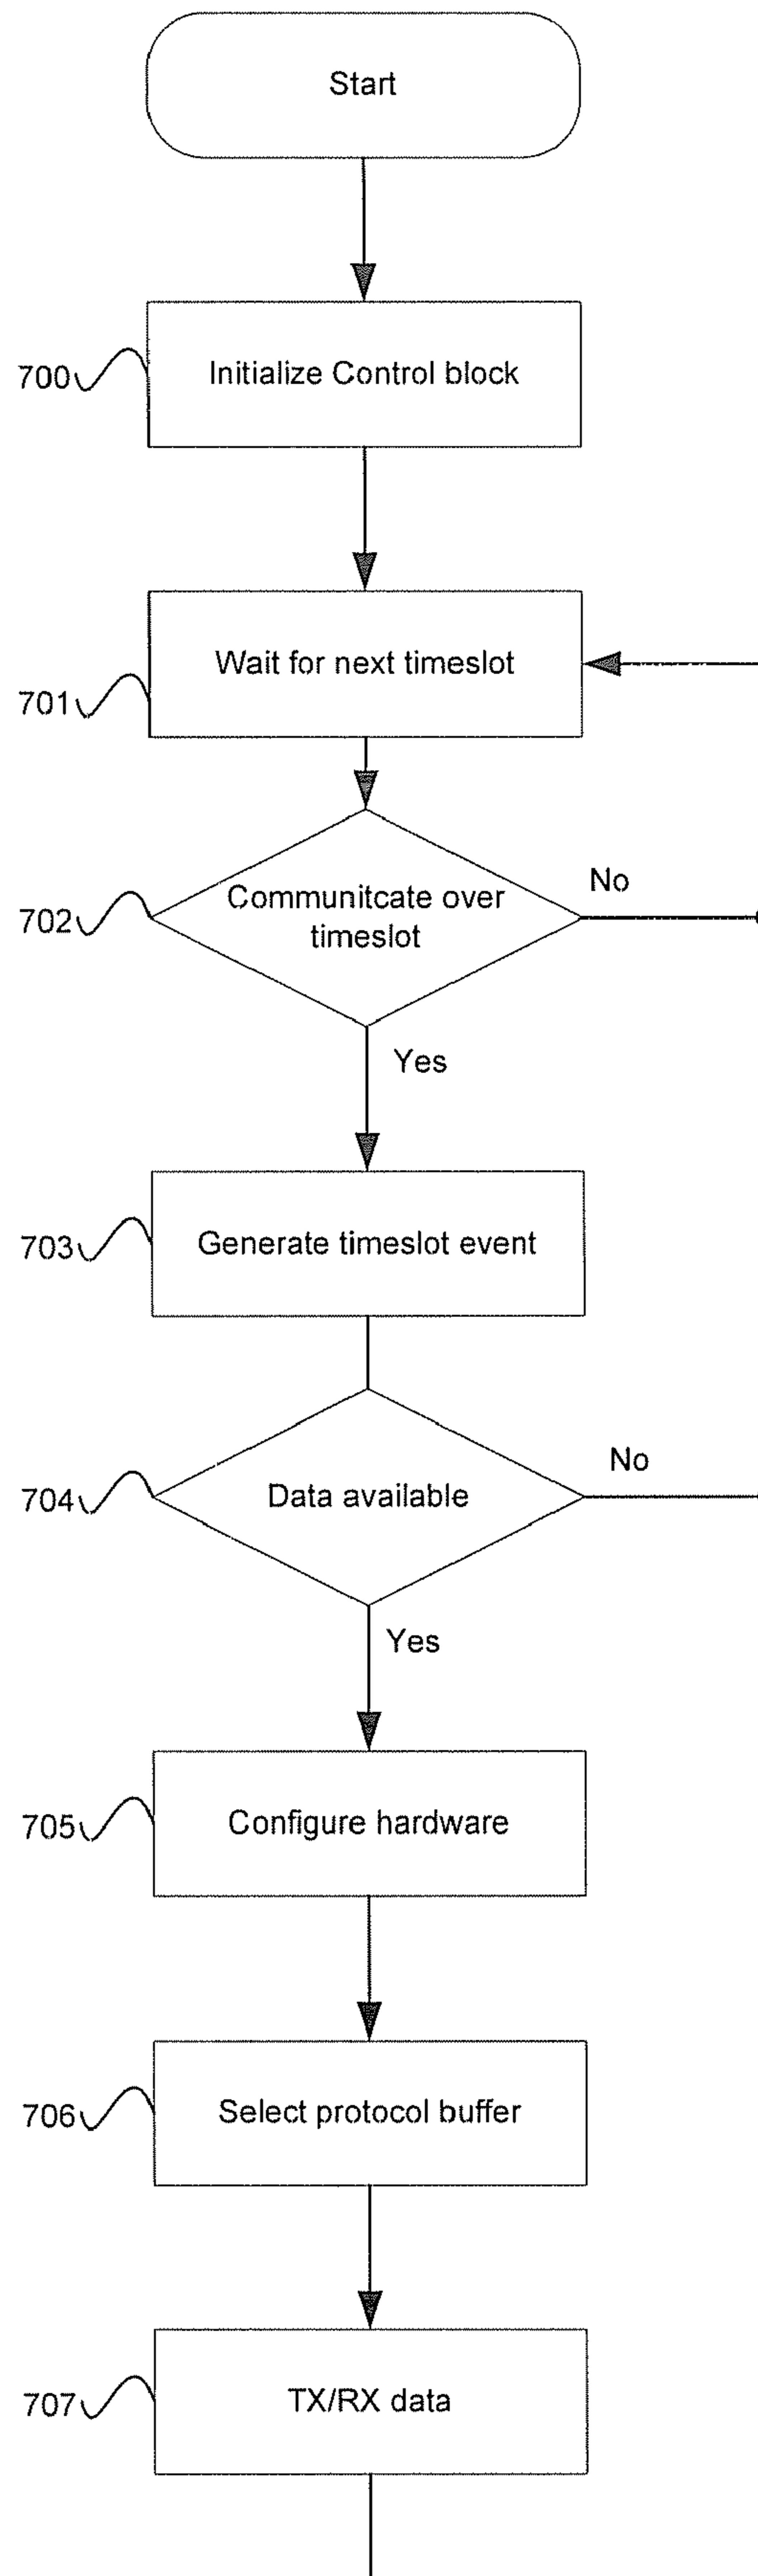 Start
700
Initialize Control block
Wait for next timeslot
701
Communitcate over
timeslot
702
No
Yes
703
Generate timeslot event
704
Data available
No
Yes
705
Configure hardware
706
Select protocol buffer
707
TX/RX data